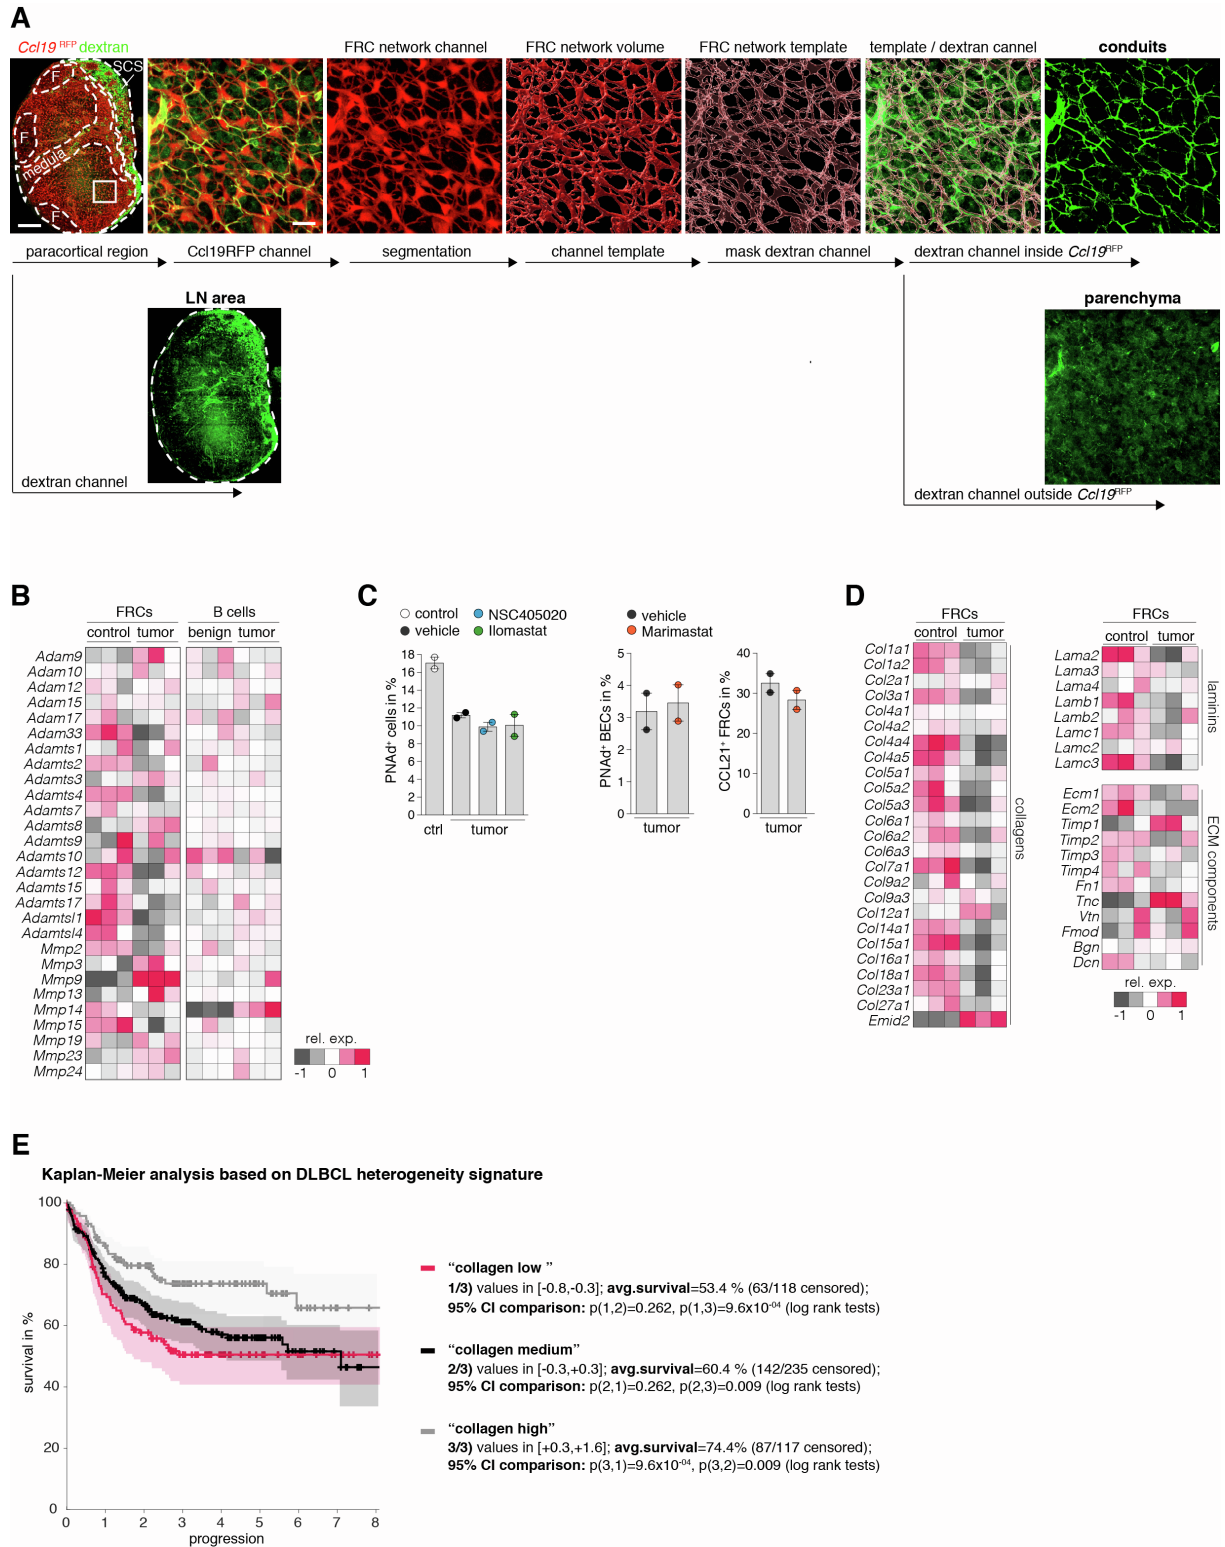 A
Ccl19 RFP dextran
FRC network channel
FRC network volume
FRC network template
template / dextran cannel
conduits
SCS
F
F
medula
F
paracortical region
Ccl19RFP channel
segmentation
channel template
mask dextran channel
dextran channel inside Ccl19RFP
LN area
parenchyma
dextran channel
dextran channel outside Ccl19RFP
B
FRCs
B cells
control
tumor
benign
tumor
Adam9
Adam10
Adam12
Adam15
Adam17
Adam33
Adamts1
Adamts2
Adamts3
Adamts4
Adamts7
Adamts8
Adamts9
Adamts10
Adamts12
Adamts15
Adamts17
Adamtsl1
Adamtsl4
Mmp2
Mmp3
Mmp9
Mmp13
Mmp14
Mmp15
Mmp19
Mmp23
Mmp24
rel. exp.
-1 0 1
C
control
vehicle
NSC405020
Ilomastat
PNAd+ cells in %
18
16
14
12
10
8
6
4
2
0
ctrl
tumor
vehicle
Marimastat
PNAd+ BECs in %
5
4
3
2
1
0
tumor
CCL21+ FRCs in %
40
30
20
10
0
tumor
D
FRCs
control
tumor
Col1a1
Col1a2
Col2a1
Col3a1
Col4a1
Col4a2
Col4a4
Col4a5
Col5a1
Col5a2
Col5a3
Col6a1
Col6a2
Col6a3
Col7a1
Col9a2
Col9a3
Col12a1
Col14a1
Col15a1
Col16a1
Col18a1
Col23a1
Col27a1
Emid2
collagens
FRCs
control
tumor
Lama2
Lama3
Lama4
Lamb1
Lamb2
Lamc1
Lamc2
Lamc3
laminins
Ecm1
Ecm2
Timp1
Timp2
Timp3
Timp4
Fn1
Tnc
Vtn
Fmod
Bgn
Dcn
ECM components
rel. exp.
-1 0 1
E
Kaplan-Meier analysis based on DLBCL heterogeneity signature
survival in %
100
80
60
40
20
0
0 1 2 3 4 5 6 7 8
progression
“collagen low ”
1/3) values in [-0.8,-0.3]; avg.survival=53.4 % (63/118 censored);
95% CI comparison: p(1,2)=0.262, p(1,3)=9.6x10-04 (log rank tests)
“collagen medium”
2/3) values in [-0.3,+0.3]; avg.survival=60.4 % (142/235 censored);
95% CI comparison: p(2,1)=0.262, p(2,3)=0.009 (log rank tests)
“collagen high”
3/3) values in [+0.3,+1.6]; avg.survival=74.4% (87/117 censored);
95% CI comparison: p(3,1)=9.6x10-04, p(3,2)=0.009 (log rank tests)